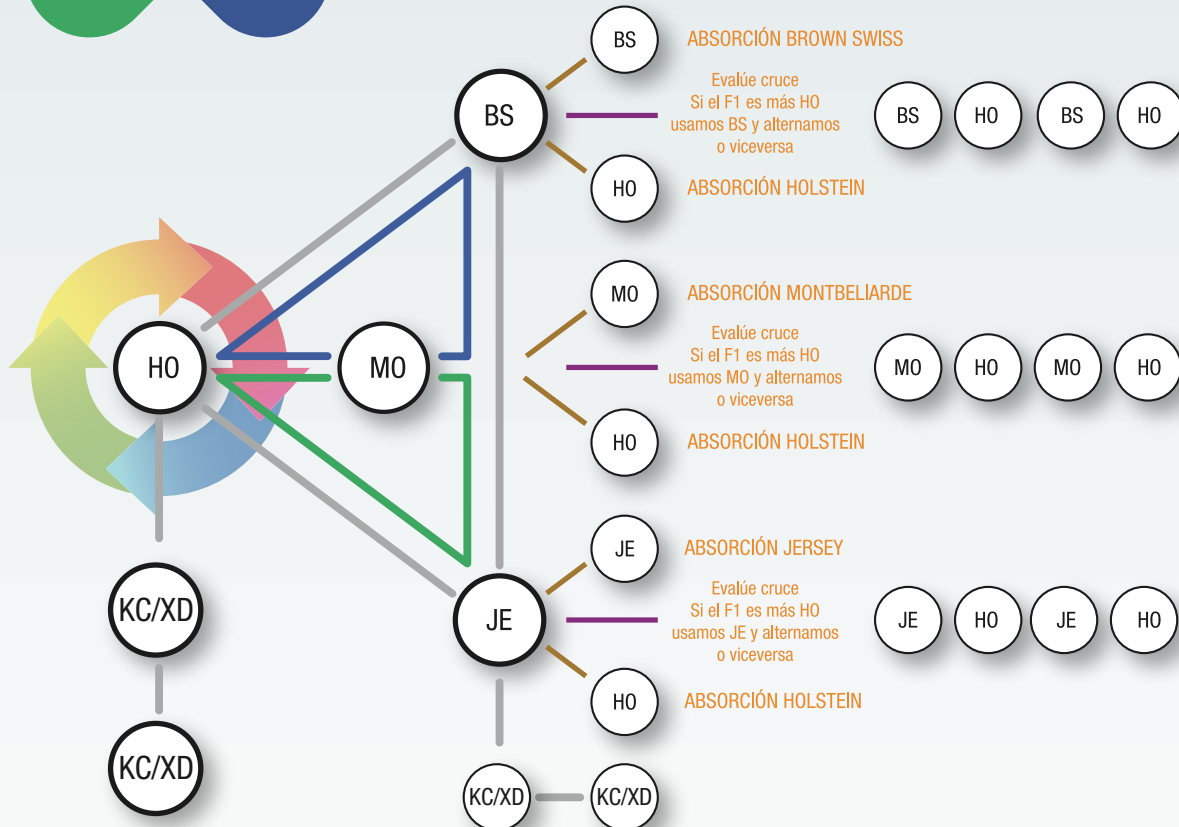 BS
ABSORCIÓN BROWN SWISS
BS
Evalúe cruce
Si el F1 es más HO
usamos BS y alternamos
o viceversa
BS HO BS HO
HO
ABSORCIÓN HOLSTEIN
MO
ABSORCIÓN MONTBELIARDE
HO
MO
Evalúe cruce
Si el F1 es más HO
usamos MO y alternamos
o viceversa
MO HO MO HO
HO
ABSORCIÓN HOLSTEIN
JE
ABSORCIÓN JERSEY
KC/XD
JE
Evalúe cruce
Si el F1 es más HO
usamos JE y alternamos
o viceversa
JE HO JE HO
HO
ABSORCIÓN HOLSTEIN
KC/XD
KC/XD KC/XD